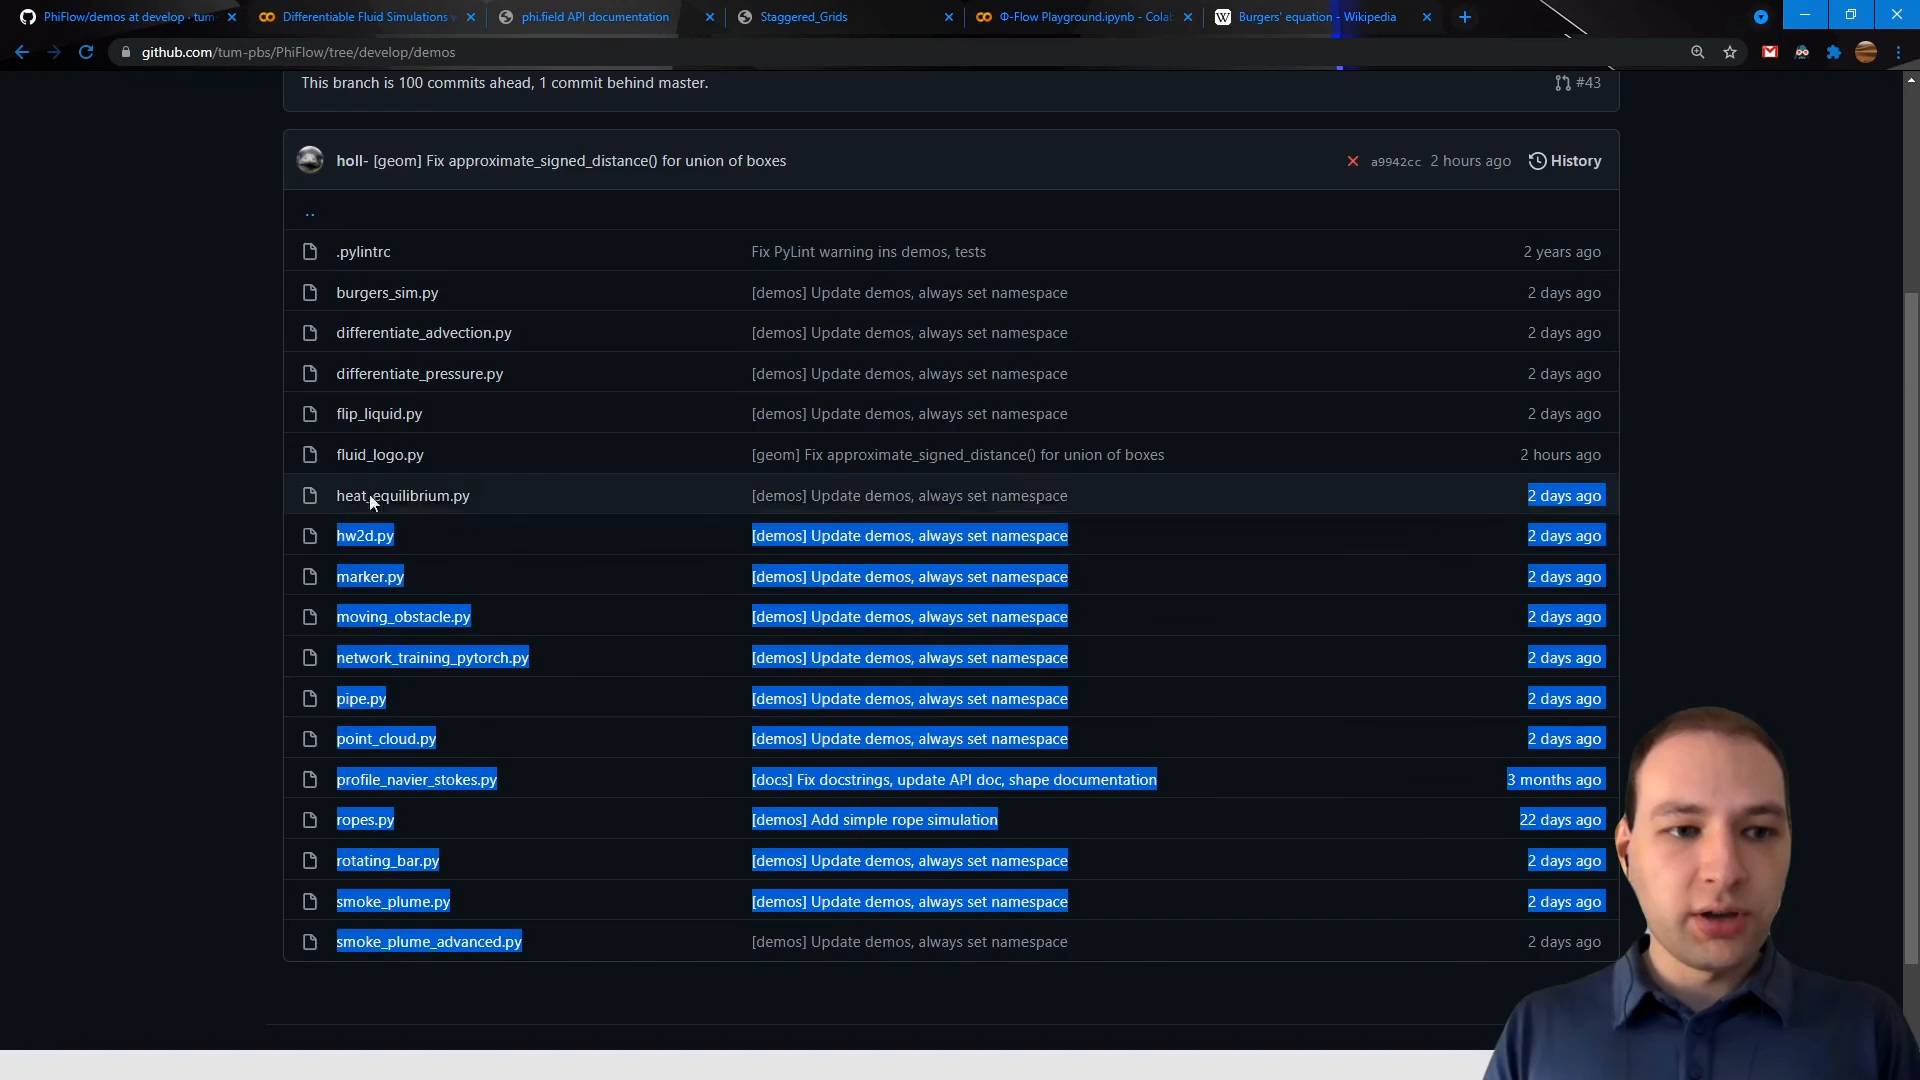 PhiFlow/demos at develop · tum-
Differentiable Fluid Simulations
phi.field API documentation
Staggered_Grids
Φ-Flow Playground.ipynb - Colab
Burgers' equation - Wikipedia
github.com/tum-pbs/PhiFlow/tree/develop/demos
This branch is 100 commits ahead, 1 commit behind master.
#43
holl- [geom] Fix approximate_signed_distance() for union of boxes
a9942cc 2 hours ago History
..
.pylintrc Fix PyLint warning ins demos, tests 2 years ago
burgers_sim.py [demos] Update demos, always set namespace 2 days ago
differentiate_advection.py [demos] Update demos, always set namespace 2 days ago
differentiate_pressure.py [demos] Update demos, always set namespace 2 days ago
flip_liquid.py [demos] Update demos, always set namespace 2 days ago
fluid_logo.py [geom] Fix approximate_signed_distance() for union of boxes 2 hours ago
heat_equilibrium.py [demos] Update demos, always set namespace 2 days ago
hw2d.py [demos] Update demos, always set namespace 2 days ago
marker.py [demos] Update demos, always set namespace 2 days ago
moving_obstacle.py [demos] Update demos, always set namespace 2 days ago
network_training_pytorch.py [demos] Update demos, always set namespace 2 days ago
pipe.py [demos] Update demos, always set namespace 2 days ago
point_cloud.py [demos] Update demos, always set namespace 2 days ago
profile_navier_stokes.py [docs] Fix docstrings, update API doc, shape documentation 3 months ago
ropes.py [demos] Add simple rope simulation 22 days ago
rotating_bar.py [demos] Update demos, always set namespace 2 days ago
smoke_plume.py [demos] Update demos, always set namespace 2 days ago
smoke_plume_advanced.py [demos] Update demos, always set namespace 2 days ago